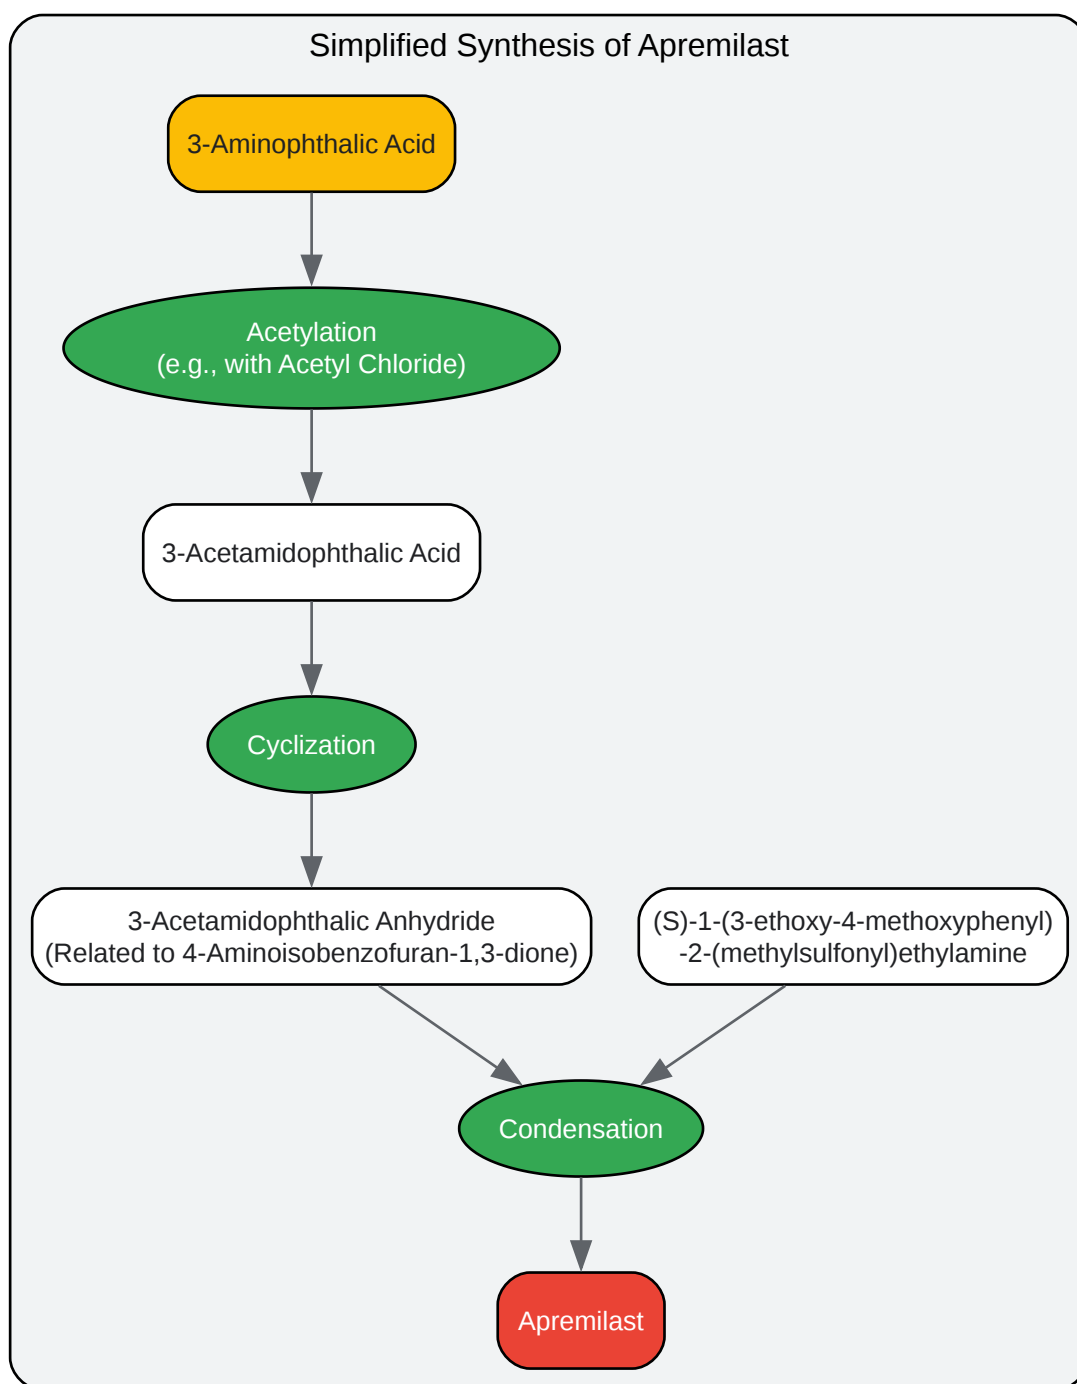 Simplified Synthesis of Apremilast
3-Aminophthalic Acid
Acetylation
(e.g., with Acetyl Chloride)
3-Acetamidophthalic Acid
Cyclization
3-Acetamidophthalic Anhydride
(Related to 4-Aminoisobenzofuran-1,3-dione)
(S)-1-(3-ethoxy-4-methoxyphenyl)
-2-(methylsulfonyl)ethylamine
Condensation
Apremilast